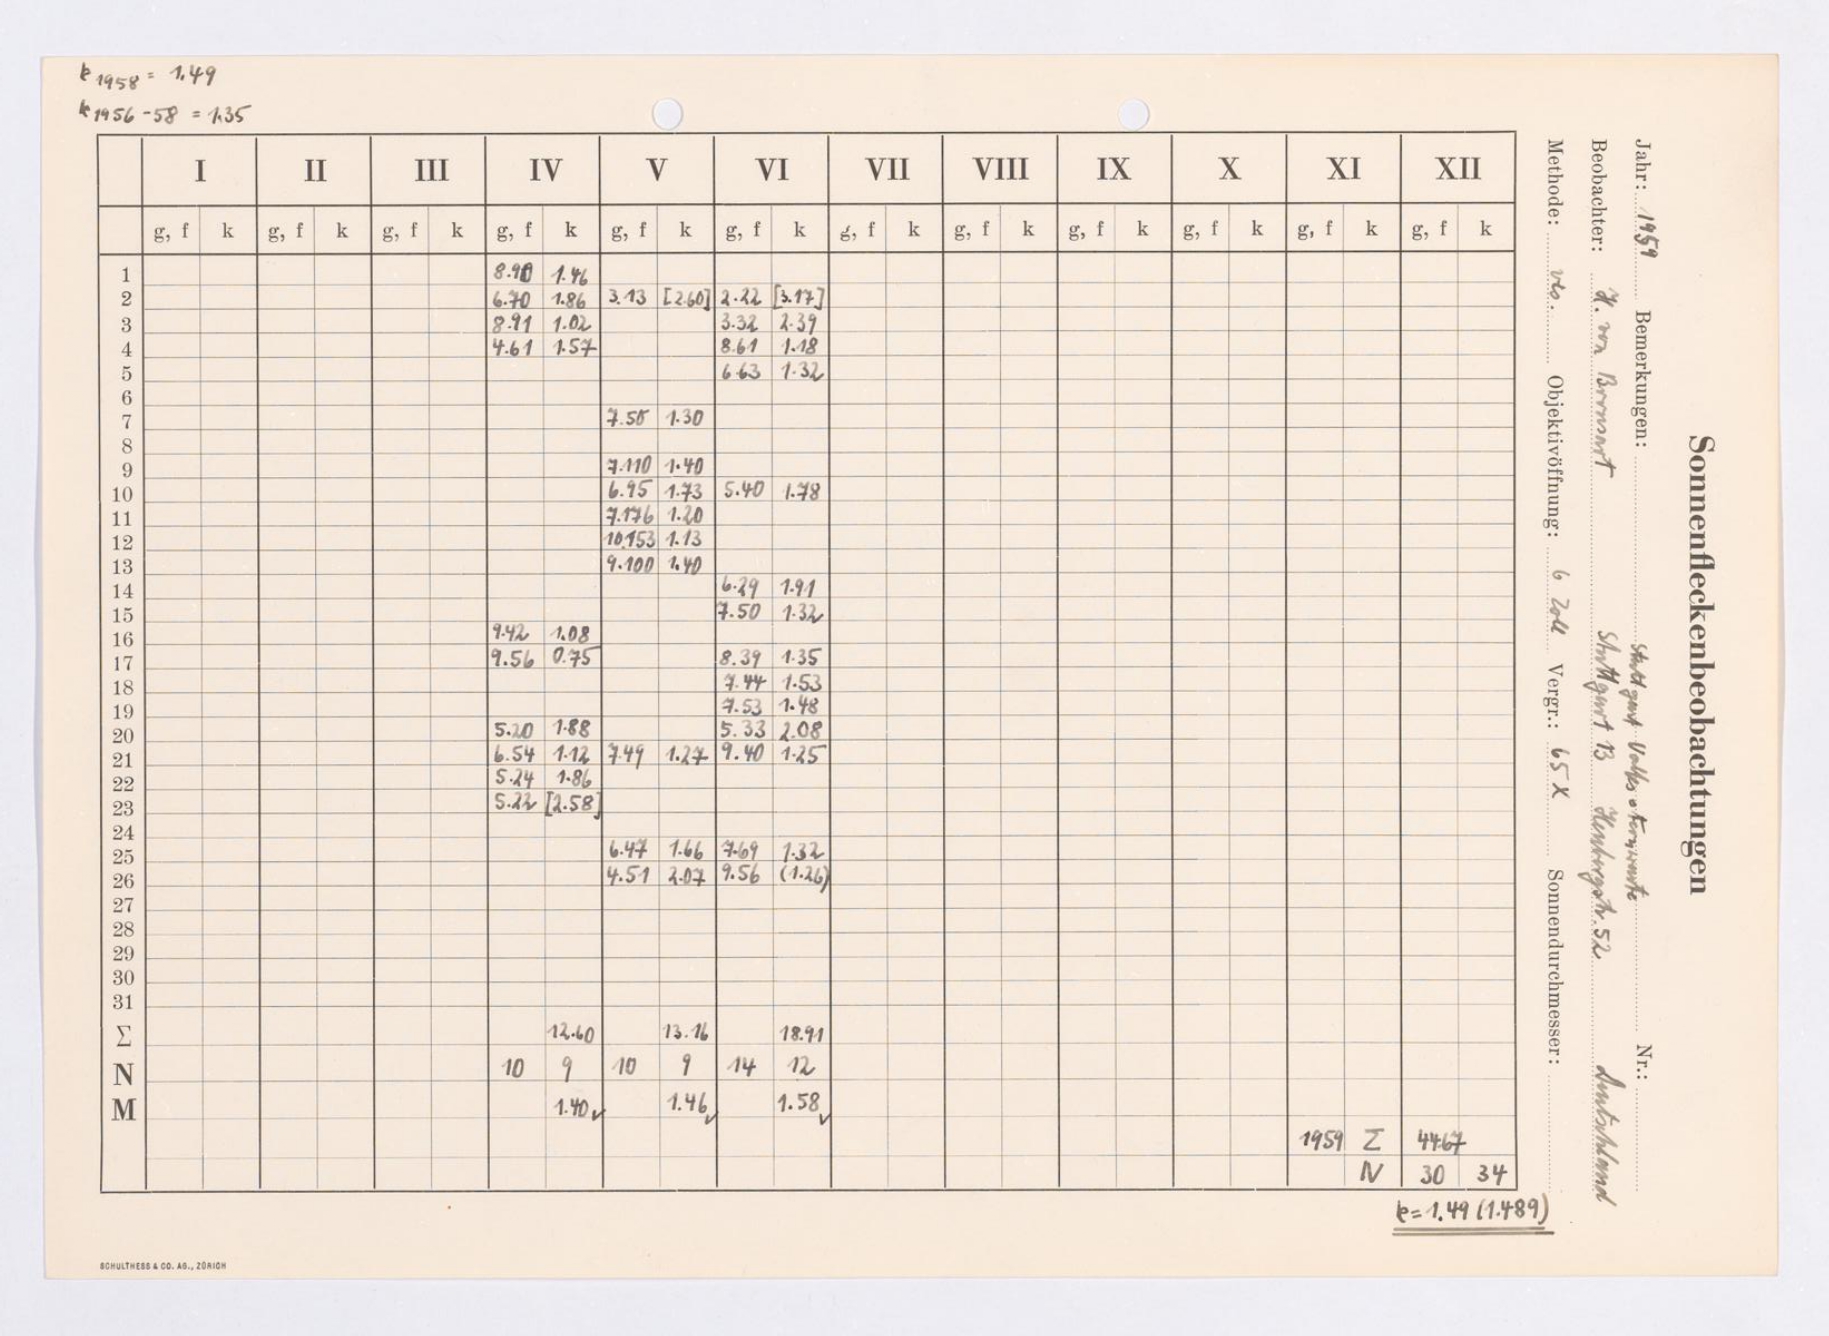 k 1958 = 1.49
k 1956-58 = 1.35
I II III IV V VI VII VIII IX X XI XII
g, f k g, f k g, f k g, f k g, f k g, f k g, f k g, f k g, f k g, f k g, f k g, f k
1 8.90 1.46
2 6.70 1.86 3.13 [2.60] 2.22 [3.17]
3 8.91 1.02 3.32 2.39
4 4.61 1.57 8.61 1.18
5 6.63 1.32
6
7 7.58 1.30
8
9 7.110 1.40
10 6.95 1.73 5.40 1.78
11 7.176 1.20
12 10.153 1.13
13 9.100 1.40
14 6.29 1.91
15 7.50 1.32
16 9.42 1.08
17 9.56 0.75 8.39 1.35
18 7.44 1.53
19 7.53 1.48
20 5.20 1.88 5.33 2.08
21 6.54 1.12 7.49 1.27 9.40 1.25
22 5.24 1.86
23 5.22 [2.58]
24
25 6.47 1.66 7.69 1.32
26 4.51 2.07 9.56 (1.26)
27
28
29
30
31
Σ 12.60 13.16 18.91
N 10 9 10 9 14 12
M 1.40 ✓ 1.46 ✓ 1.58 ✓
1959 Σ 44.67
N 30 34
k = 1.49 (1.489)
SCHULTHESS & CO. AG., ZÜRICH
Sonnenfleckenbeobachtungen
Jahr: 1959 Bemerkungen: Stuttgart Volkssternwarte Nr.:
Beobachter: H. von Bronsart Stuttgart 13 52 Deutschland
Methode: vis. Objektivöffnung: 6 Zoll Vergr.: 65 x Sonnendurchmesser: